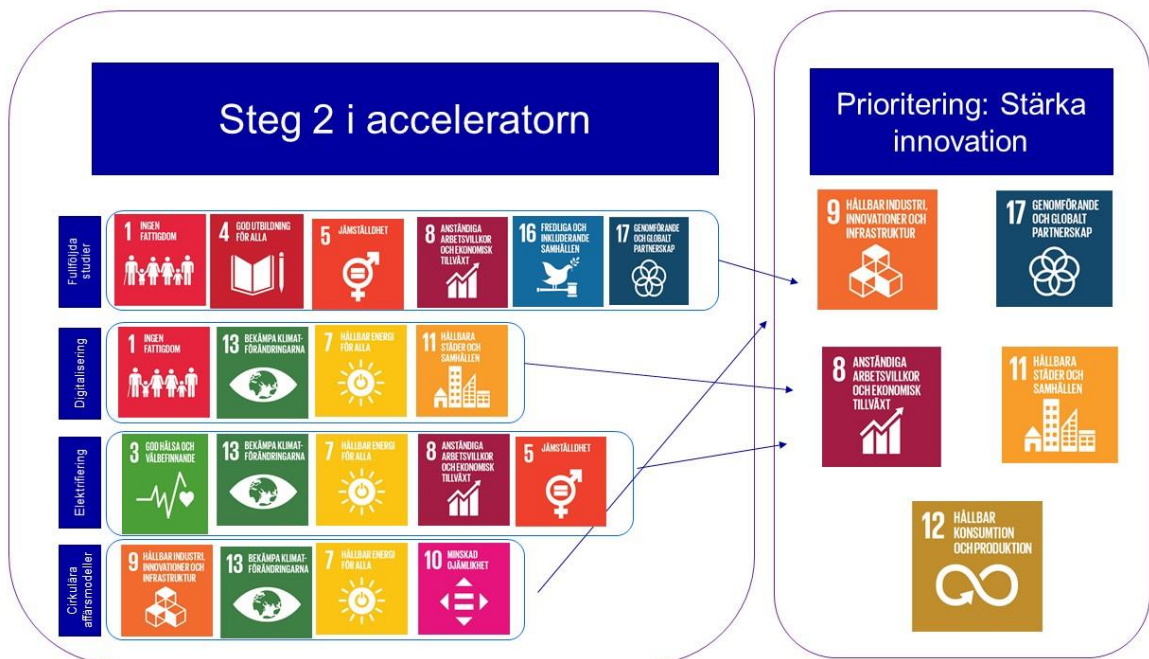 Steg 2 i acceleratorn
Fullfölja
studier
1 INGEN
FATTIGDOM
4 GOD UTBILDNING
FÖR ALLA
5 JÄMSTÄLLDHET
8 ANSTÄNDIGA
ARBETSVILLKOR
OCH EKONOMISK
TILLVÄXT
16 FREDLIGA OCH
INKLUDERANDE
SAMHÄLLEN
17 GENOMFÖRANDE
OCH GLOBALT
PARTNERSKAP
Digitalisering
1 INGEN
FATTIGDOM
13 BEKÄMPA KLIMAT-
FÖRÄNDRINGARNA
7 HÅLLBAR ENERGI
FÖR ALLA
11 HÅLLBARA
STÄDER OCH
SAMHÄLLEN
Elektrifiering
3 GOD HÄLSA OCH
VÄLBEFINNANDE
13 BEKÄMPA KLIMAT-
FÖRÄNDRINGARNA
7 HÅLLBAR ENERGI
FÖR ALLA
8 ANSTÄNDIGA
ARBETSVILLKOR
OCH EKONOMISK
TILLVÄXT
5 JÄMSTÄLLDHET
Cirkulära
affärsmodeller
9 HÅLLBAR INDUSTRI,
INNOVATIONER OCH
INFRASTRUKTUR
13 BEKÄMPA KLIMAT-
FÖRÄNDRINGARNA
7 HÅLLBAR ENERGI
FÖR ALLA
10 MINSKAD
OJÄMLIKHET
Prioritering: Stärka
innovation
9 HÅLLBAR INDUSTRI,
INNOVATIONER OCH
INFRASTRUKTUR
17 GENOMFÖRANDE
OCH GLOBALT
PARTNERSKAP
8 ANSTÄNDIGA
ARBETSVILLKOR
OCH EKONOMISK
TILLVÄXT
11 HÅLLBARA
STÄDER OCH
SAMHÄLLEN
12 HÅLLBAR
KONSUMTION
OCH PRODUKTION